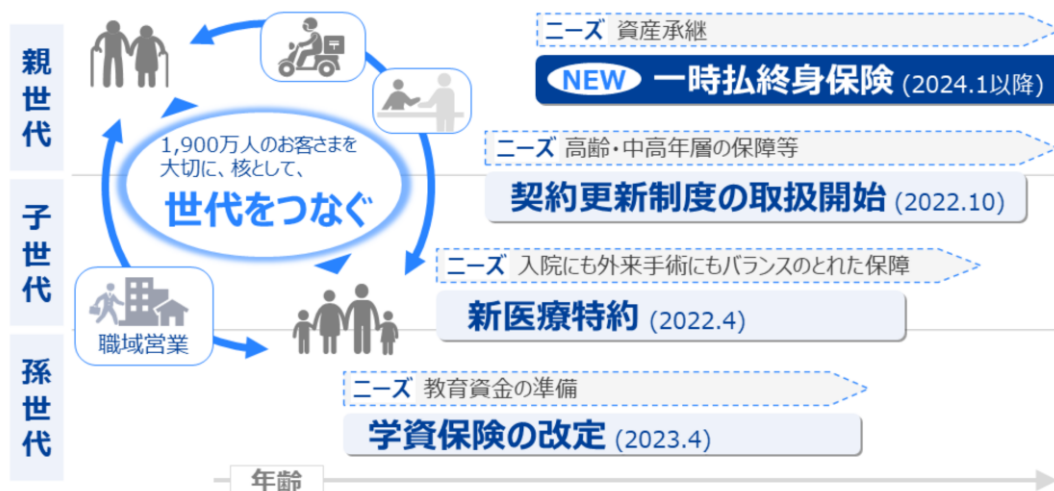 親世代
ニーズ 資産承継
NEW 一時払終身保険 (2024.1以降)
1,900万人のお客さまを
大切に、核として、
世代をつなぐ
ニーズ 高齢・中高年層の保障等
契約更新制度の取扱開始 (2022.10)
子世代
ニーズ 入院にも外来手術にもバランスのとれた保障
新医療特約 (2022.4)
職域営業
孫世代
ニーズ 教育資金の準備
学資保険の改定 (2023.4)
年齢